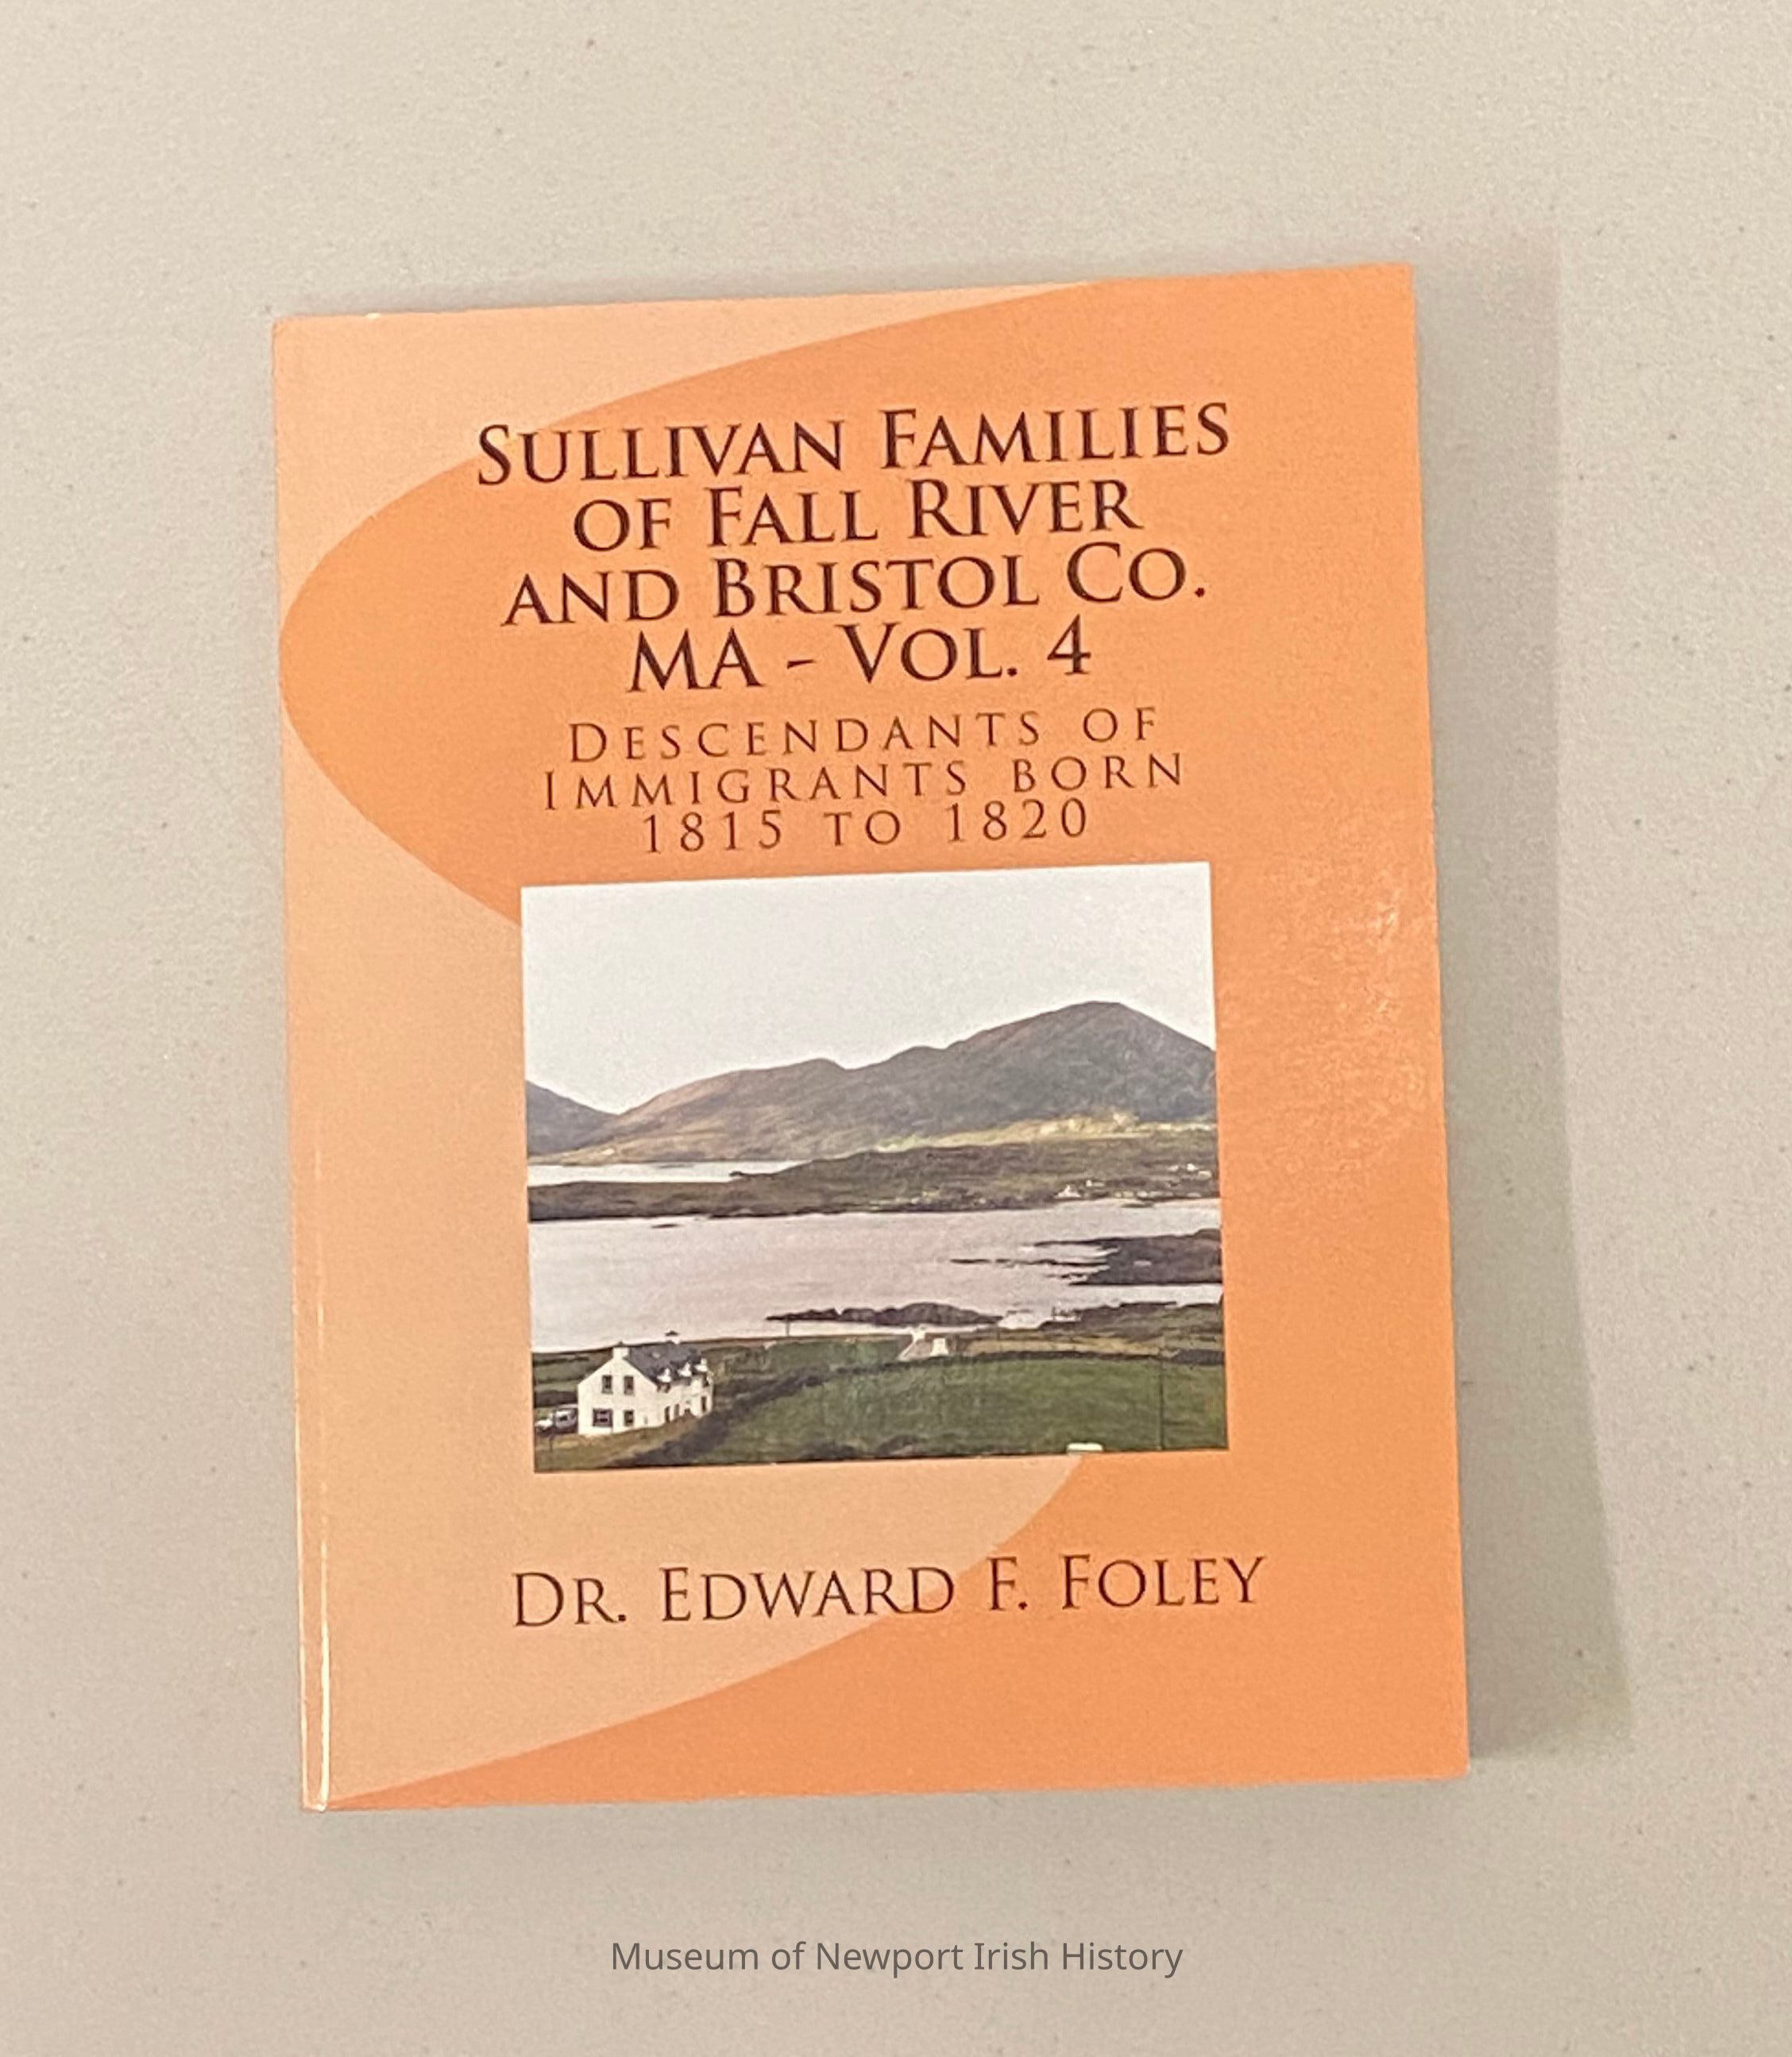 Sullivan Families
of Fall River
and Bristol Co.
MA - Vol. 4
Descendants of
Immigrants born
1815 to 1820
Dr. Edward F. Foley
Museum of Newport Irish History